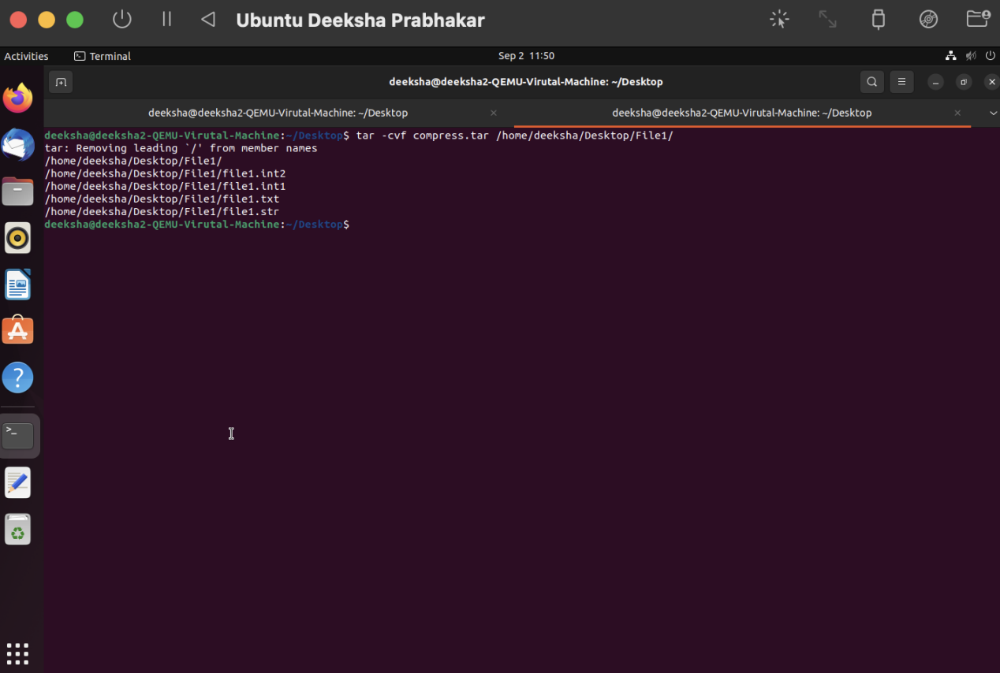 Ubuntu Deeksha Prabhakar
Activities
Terminal
Sep 2 11:50
deeksha@deeksha2-QEMU-Virutal-Machine: ~/Desktop
deeksha@deeksha2-QEMU-Virutal-Machine: ~/Desktop
deeksha@deeksha2-QEMU-Virutal-Machine: ~/Desktop
deeksha@deeksha2-QEMU-Virutal-Machine:~/Desktop$ tar -cvf compress.tar /home/deeksha/Desktop/File1/
tar: Removing leading `/' from member names
/home/deeksha/Desktop/File1/
/home/deeksha/Desktop/File1/file1.int2
/home/deeksha/Desktop/File1/file1.int1
/home/deeksha/Desktop/File1/file1.txt
/home/deeksha/Desktop/File1/file1.str
deeksha@deeksha2-QEMU-Virutal-Machine:~/Desktop$